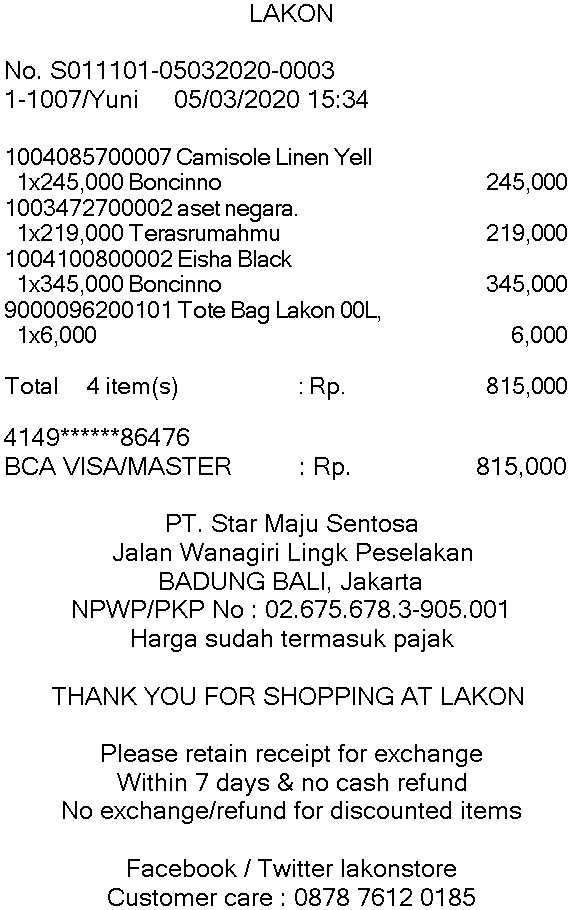 LAKON
No. S011101-05032020-0003
1-1007/Yuni 05/03/2020 15:34
1004085700007 Camisole Linen Yell
1x245,000 Boncinno 245,000
1003472700002 aset negara.
1x219,000 Terasrumahmu 219,000
1004100800002 Eisha Black
1x345,000 Boncinno 345,000
9000096200101 Tote Bag Lakon 00L,
1x6,000 6,000
Total 4 item(s) : Rp. 815,000
4149******86476
BCA VISA/MASTER : Rp. 815,000
PT. Star Maju Sentosa
Jalan Wanagiri Lingk Peselakan
BADUNG BALI, Jakarta
NPWP/PKP No : 02.675.678.3-905.001
Harga sudah termasuk pajak
THANK YOU FOR SHOPPING AT LAKON
Please retain receipt for exchange
Within 7 days & no cash refund
No exchange/refund for discounted items
Facebook / Twitter lakonstore
Customer care : 0878 7612 0185